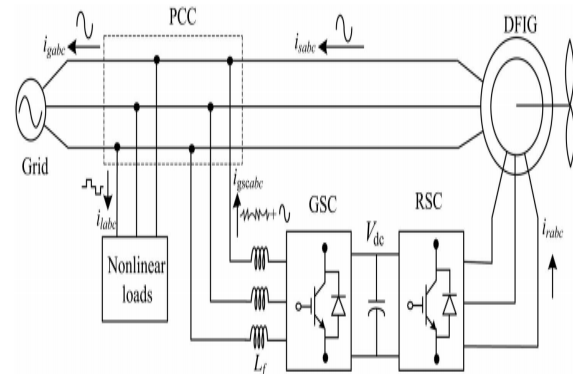 PCC
DFIG
i_gabc
i_sabc
Grid
i_labc
i_gscabc
GSC
RSC
V_dc
i_rabc
Nonlinear
loads
L_f